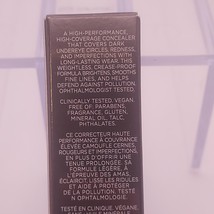 A HIGH-PERFORMANCE,
HIGH-COVERAGE CONCEALER
THAT COVERS DARK
UNDEREYE CIRCLES, REDNESS,
AND IMPERFECTIONS WITH
LONG-LASTING WEAR. THIS
WEIGHTLESS, CREASE-PROOF
FORMULA BRIGHTENS, SMOOTHS
FINE LINES, AND HELPS
DEFEND AGAINST POLLUTION.
OPHTHALMOLOGIST TESTED
CLINICALLY TESTED. VEGAN.
FREE OF PARABENS,
FRAGRANCE, GLUTEN,
MINERAL OIL, TALC,
PHTHALATES.
CE CORRECTEUR HAUTE
PERFORMANCE À COUVRANCE
ÉLEVÉE CAMOUFLE CERNES,
ROUGEURS ET IMPERFECTIONS,
EN PLUS D'OFFRIR UNE
TENUE PROLONGÉE. SA
FORMULE LÉGÈRE, À
L'ÉPREUVE DES AMAS,
ÉCLAIRCIT, LISSE LES RIDULES
ET AIDE À PROTÉGER
DE LA POLLUTION
OPHTALMOLOGIST
TESTÉ EN CLINIQUE. VÉGANE.